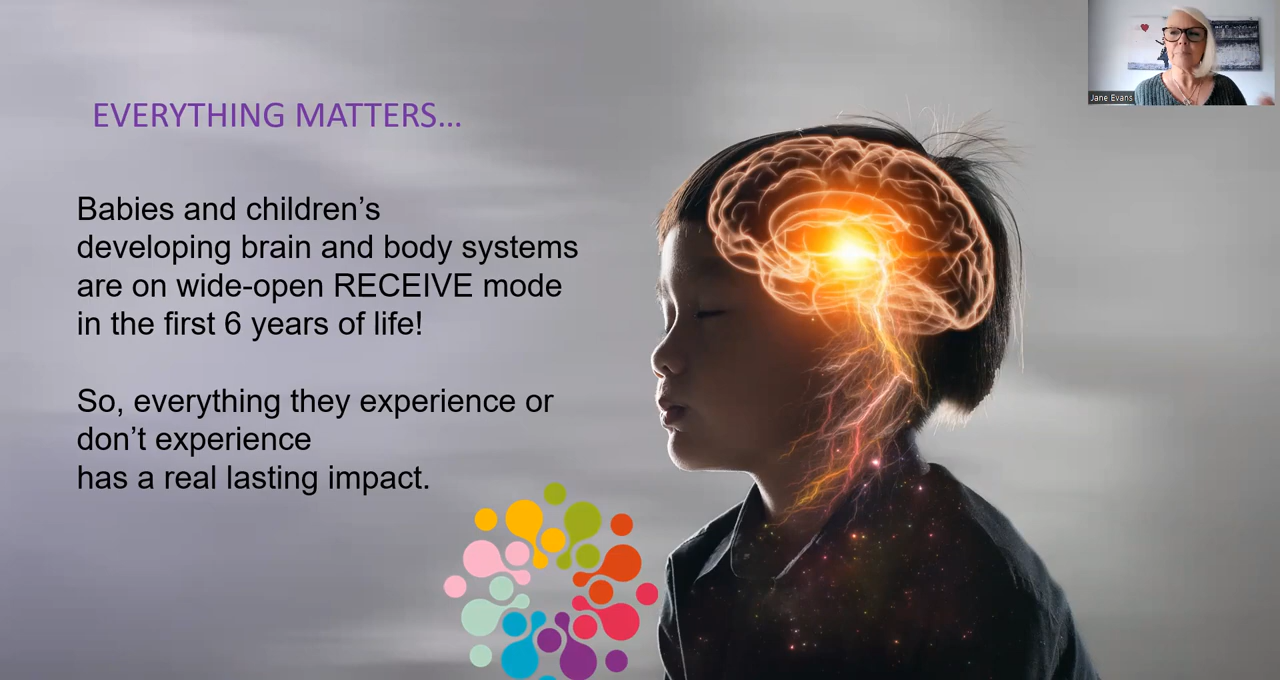 EVERYTHING MATTERS...
Babies and children’s
developing brain and body systems
are on wide-open RECEIVE mode
in the first 6 years of life!
So, everything they experience or
don’t experience
has a real lasting impact.
Jane Evans